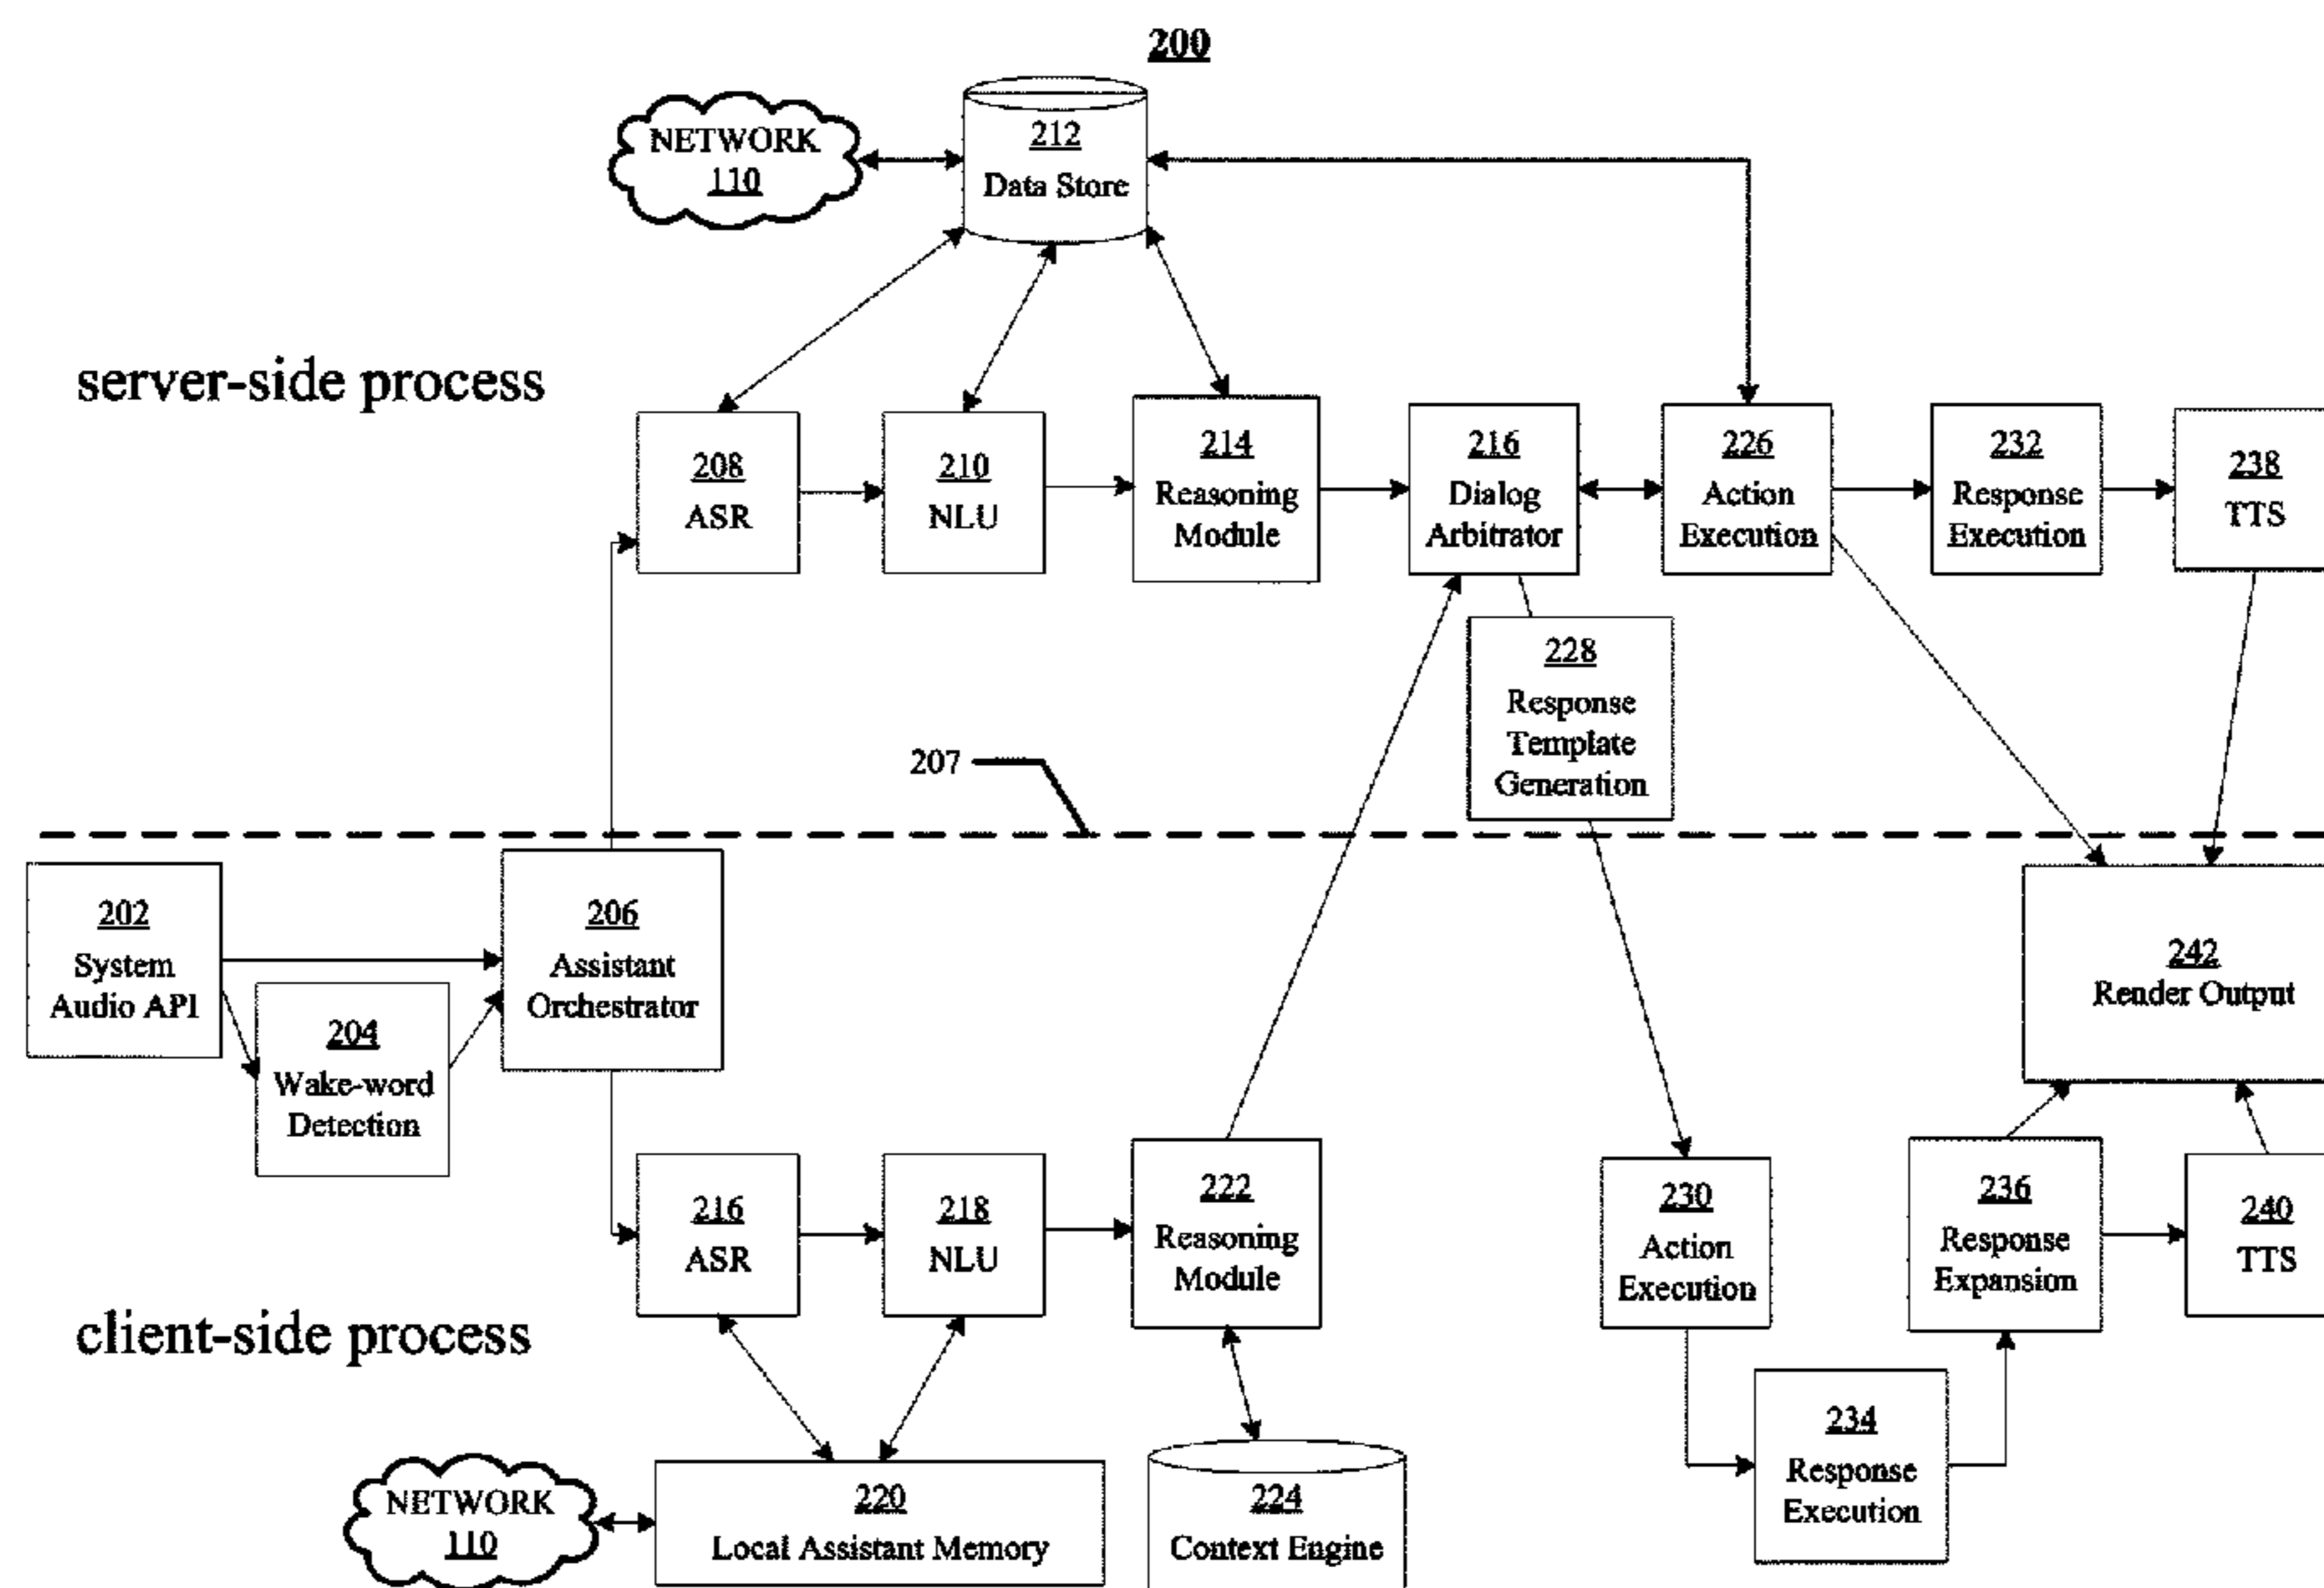 200
NETWORK
110
212
Data Store
server-side process
208
ASR
210
NLU
214
Reasoning
Module
216
Dialog
Arbitrator
226
Action
Execution
232
Response
Execution
238
TTS
228
Response
Template
Generation
207
202
System
Audio API
204
Wake-word
Detection
206
Assistant
Orchestrator
242
Render Output
216
ASR
218
NLU
222
Reasoning
Module
230
Action
Execution
236
Response
Expansion
240
TTS
client-side process
234
Response
Execution
NETWORK
110
220
Local Assistant Memory
224
Context Engine